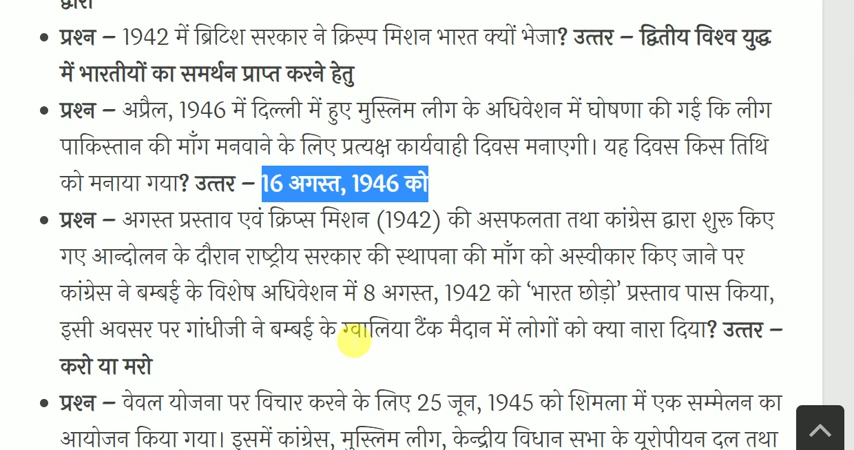 द्वारा
प्रश्न – 1942 में ब्रिटिश सरकार ने क्रिस्प मिशन भारत क्यों भेजा? उत्तर – द्वितीय विश्व युद्ध
में भारतीयों का समर्थन प्राप्त करने हेतु
प्रश्न – अप्रैल, 1946 में दिल्ली में हुए मुस्लिम लीग के अधिवेशन में घोषणा की गई कि लीग
पाकिस्तान की माँग मनवाने के लिए प्रत्यक्ष कार्यवाही दिवस मनाएगी। यह दिवस किस तिथि
को मनाया गया? उत्तर – 16 अगस्त, 1946 को
प्रश्न – अगस्त प्रस्ताव एवं क्रिप्स मिशन (1942) की असफलता तथा कांग्रेस द्वारा शुरू किए
गए आन्दोलन के दौरान राष्ट्रीय सरकार की स्थापना की माँग को अस्वीकार किए जाने पर
कांग्रेस ने बम्बई के विशेष अधिवेशन में 8 अगस्त, 1942 को ‘भारत छोड़ो’ प्रस्ताव पास किया,
इसी अवसर पर गांधीजी ने बम्बई के ग्वालिया टैंक मैदान में लोगों को क्या नारा दिया? उत्तर –
करो या मरो
प्रश्न – वेवल योजना पर विचार करने के लिए 25 जून, 1945 को शिमला में एक सम्मेलन का
आयोजन किया गया। इसमें कांग्रेस, मुस्लिम लीग, केन्द्रीय विधान सभा के यूरोपीयन दल तथा